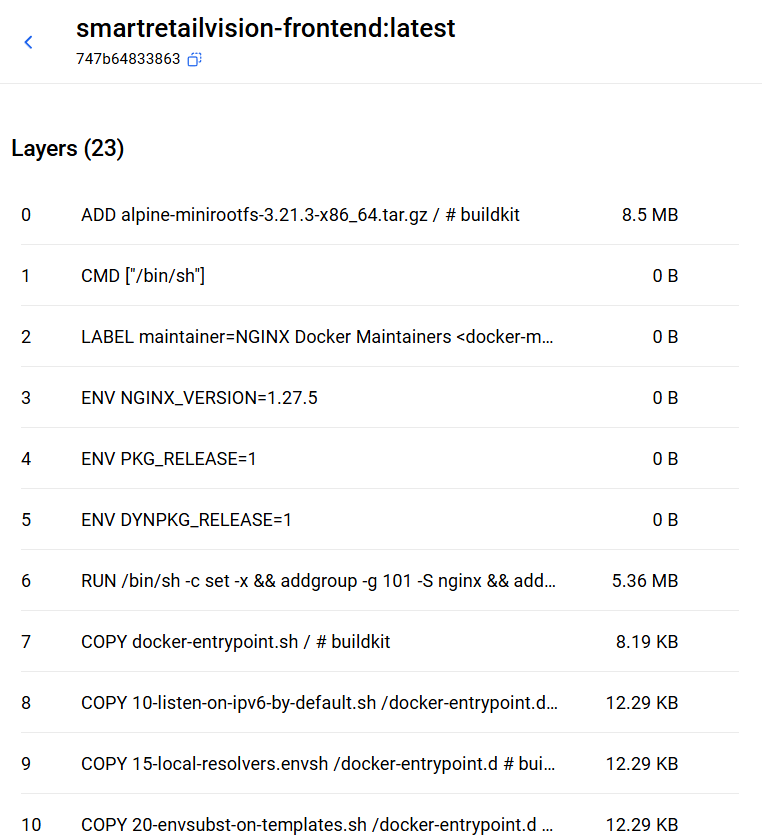 smartretailvision-frontend:latest
747b64833863
Layers (23)
0 ADD alpine-minirootfs-3.21.3-x86_64.tar.gz / # buildkit 8.5 MB
1 CMD ["/bin/sh"] 0 B
2 LABEL maintainer=NGINX Docker Maintainers <docker-m... 0 B
3 ENV NGINX_VERSION=1.27.5 0 B
4 ENV PKG_RELEASE=1 0 B
5 ENV DYNPKG_RELEASE=1 0 B
6 RUN /bin/sh -c set -x && addgroup -g 101 -S nginx && add... 5.36 MB
7 COPY docker-entrypoint.sh / # buildkit 8.19 KB
8 COPY 10-listen-on-ipv6-by-default.sh /docker-entrypoint.d... 12.29 KB
9 COPY 15-local-resolvers.envsh /docker-entrypoint.d # bui... 12.29 KB
10 COPY 20-envsubst-on-templates.sh /docker-entrypoint.d ... 12.29 KB